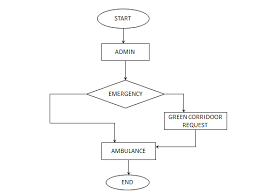 START
ADMIN
EMERGENCY
GREEN CORRIDOOR
REQUEST
AMBULANCE
END